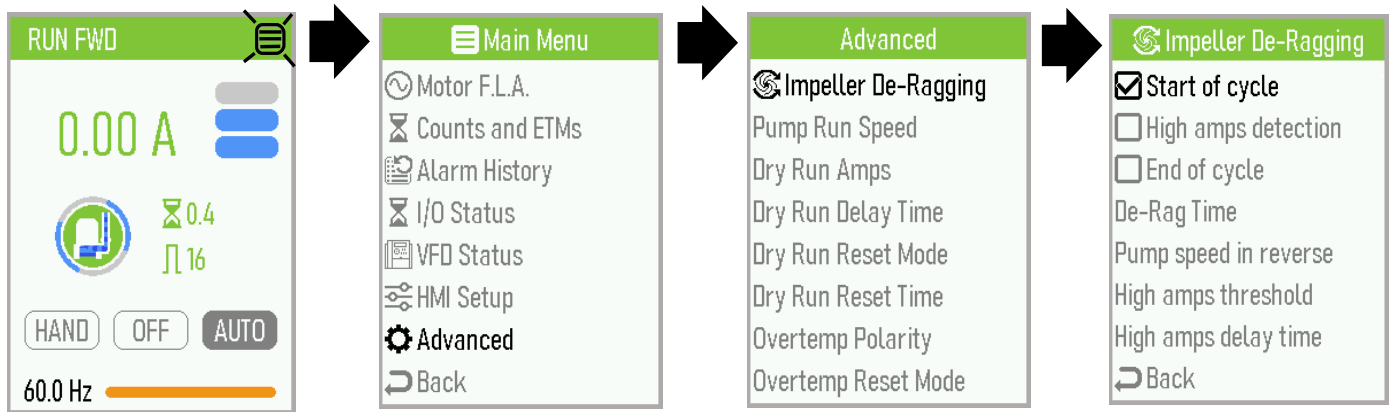 RUN FWD
0.00 A
0.4
16
HAND OFF AUTO
60.0 Hz
Main Menu
Motor F.L.A.
Counts and ETMs
Alarm History
I/O Status
VFD Status
HMI Setup
Advanced
Back
Advanced
Impeller De-Ragging
Pump Run Speed
Dry Run Amps
Dry Run Delay Time
Dry Run Reset Mode
Dry Run Reset Time
Overtemp Polarity
Overtemp Reset Mode
Impeller De-Ragging
Start of cycle
High amps detection
End of cycle
De-Rag Time
Pump speed in reverse
High amps threshold
High amps delay time
Back